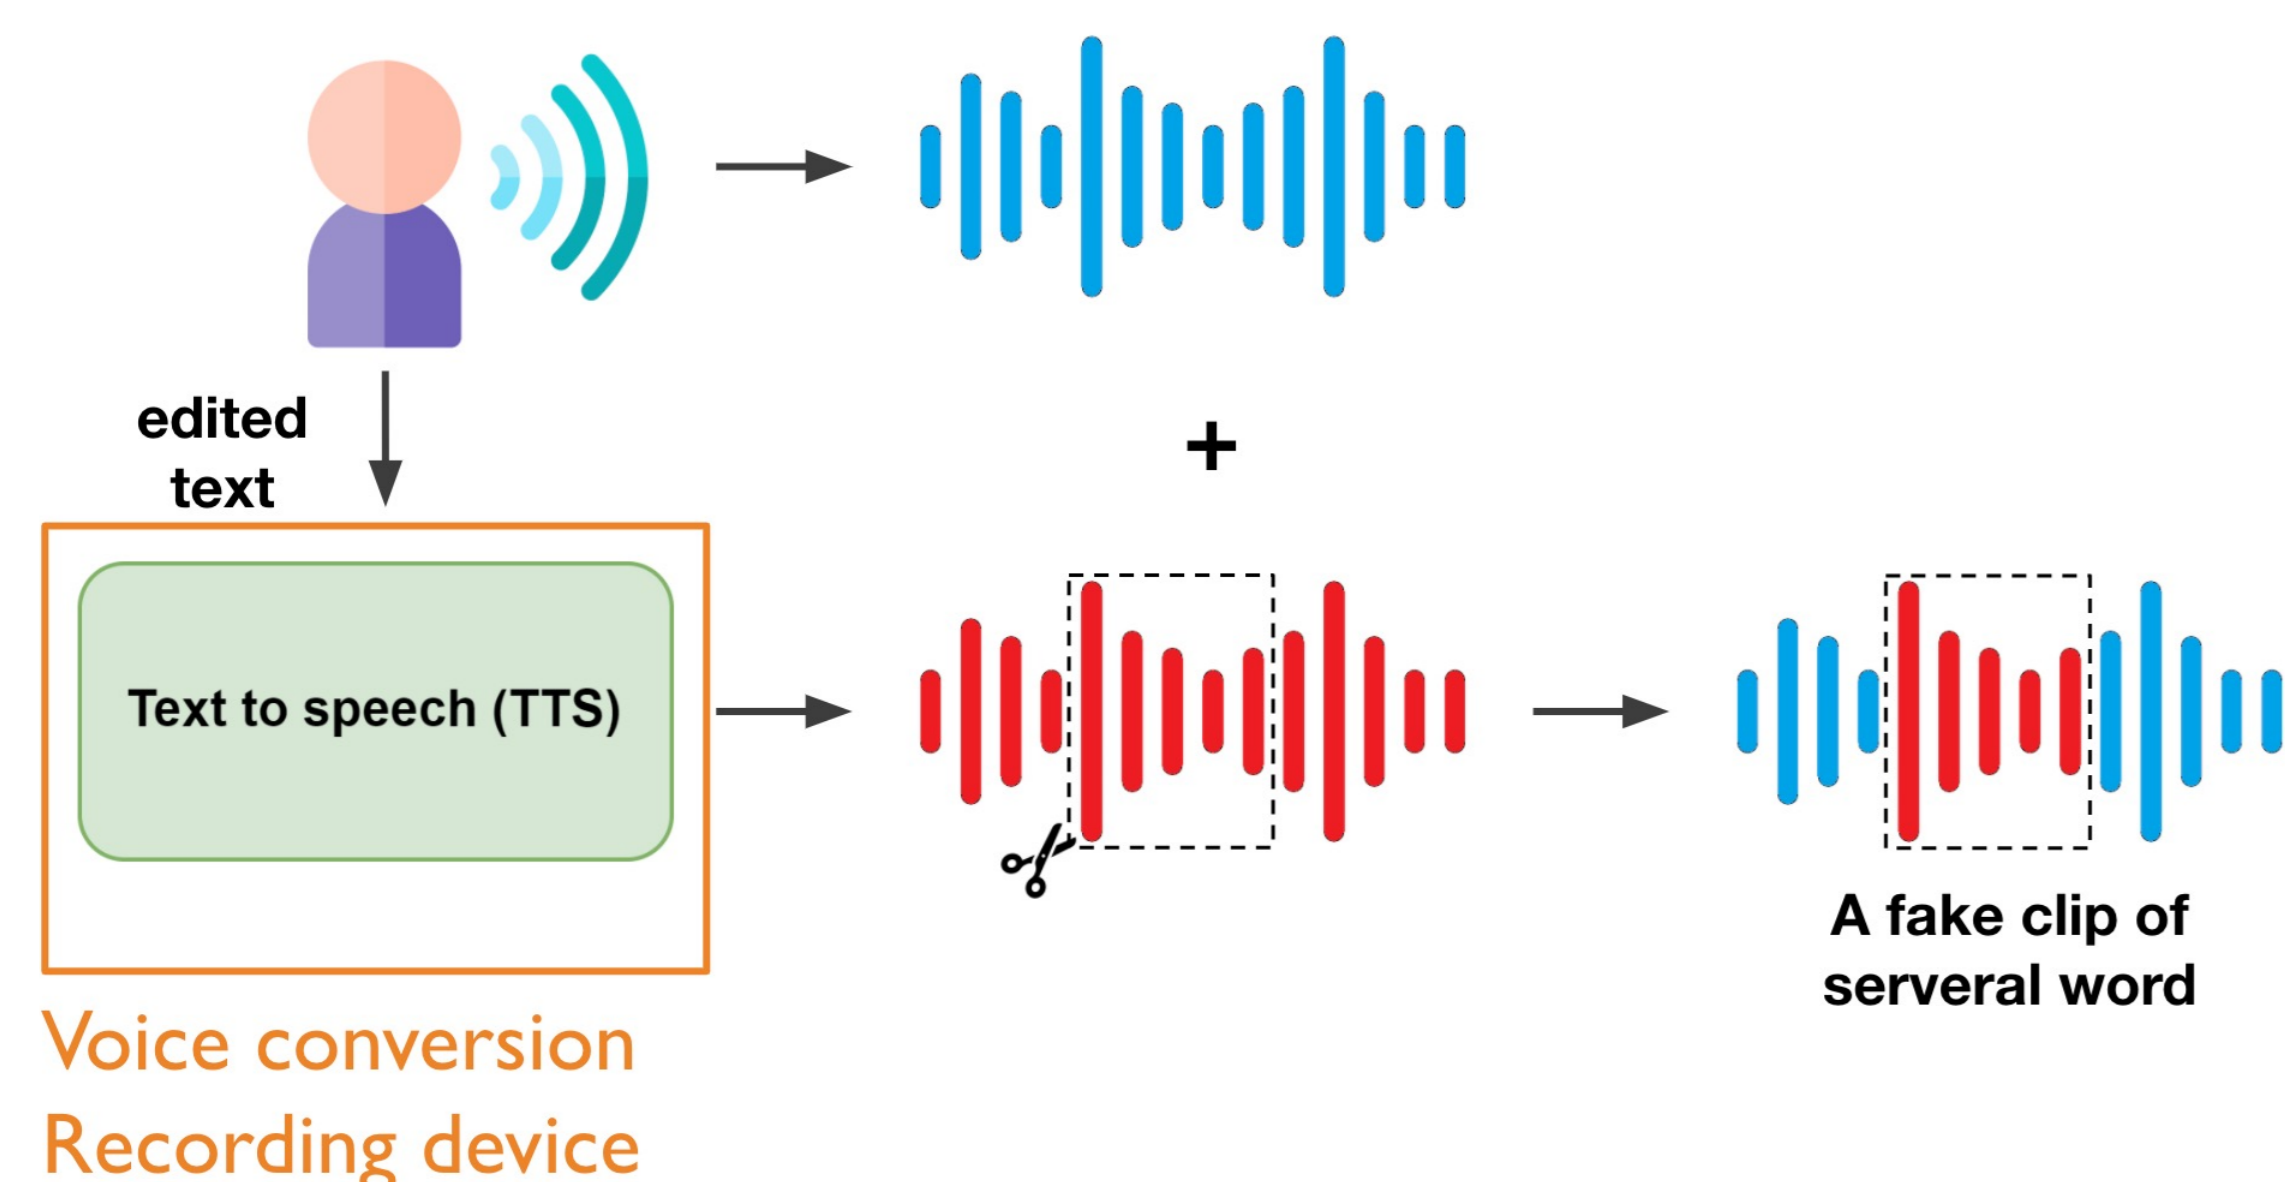 edited
text
+
Text to speech (TTS)
A fake clip of
serveral word
Voice conversion
Recording device